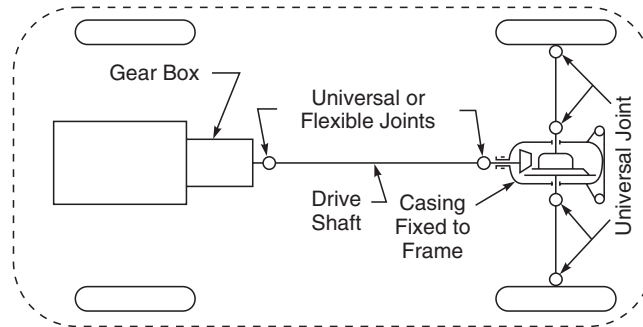 Gear Box
Universal or
Flexible Joints
Drive
Shaft
Casing
Fixed to
Frame
Universal Joint